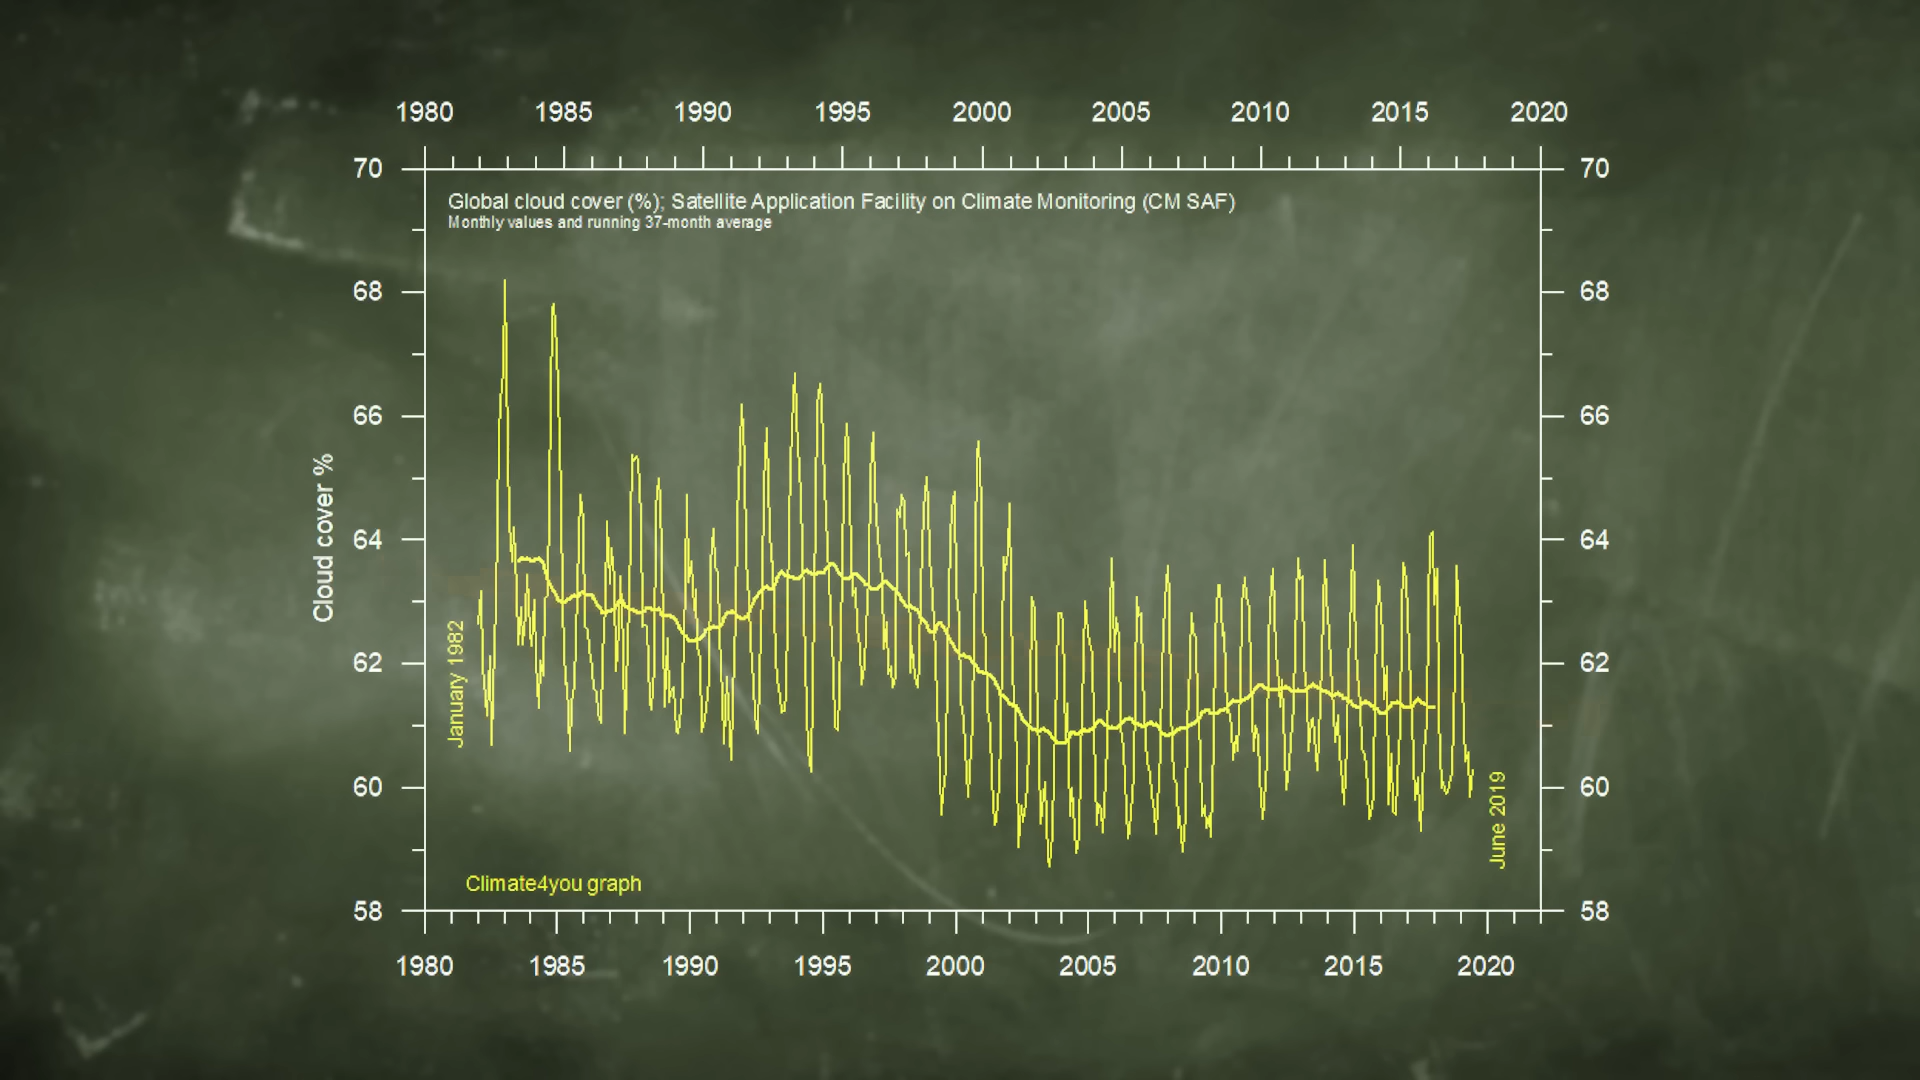 1980 1985 1990 1995 2000 2005 2010 2015 2020
70 70
Global cloud cover (%); Satellite Application Facility on Climate Monitoring (CM SAF)
Monthly values and running 37-month average
68 68
66 66
Cloud cover %
64 64
January 1982
62 62
60 60
June 2019
Climate4you graph
58 58
1980 1985 1990 1995 2000 2005 2010 2015 2020